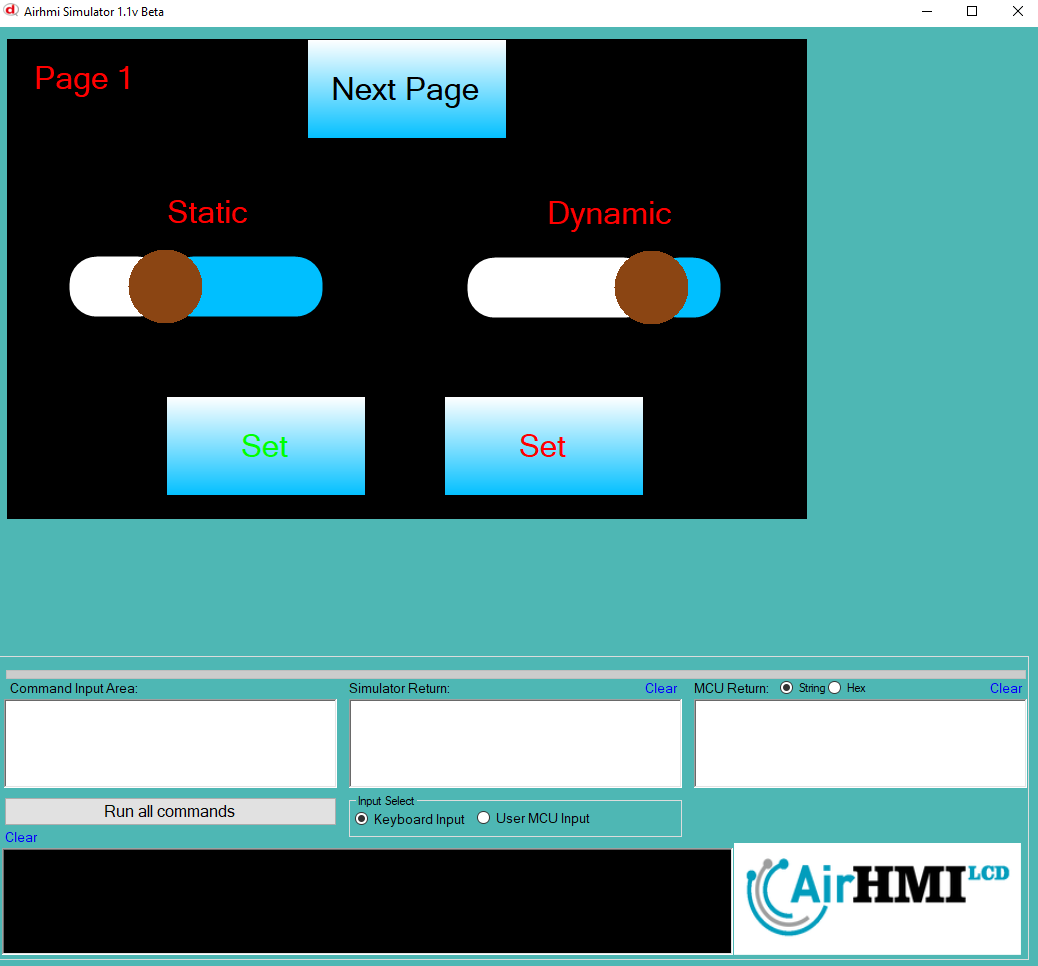 Airhmi Simulator 1.1v Beta
Page 1
Next Page
Static
Dynamic
Set
Set
Command Input Area:
Simulator Return:
Clear
MCU Return:
String
Hex
Clear
Run all commands
Input Select
Keyboard Input
User MCU Input
Clear
AirHMI LCD